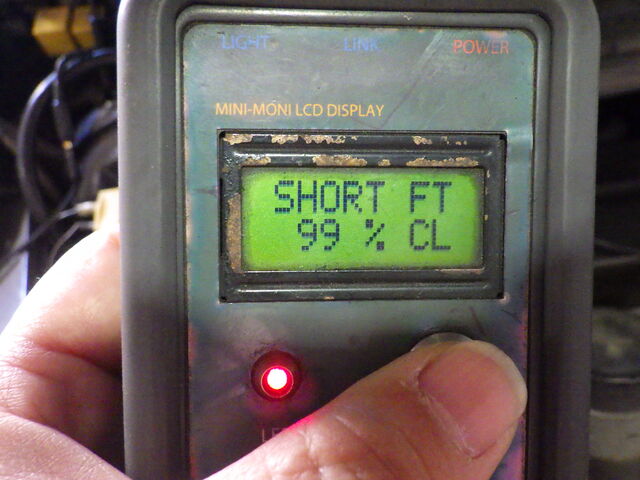 LIGHT LINK POWER
MINI-MONI LCD DISPLAY
SHORT FT
99 % CL